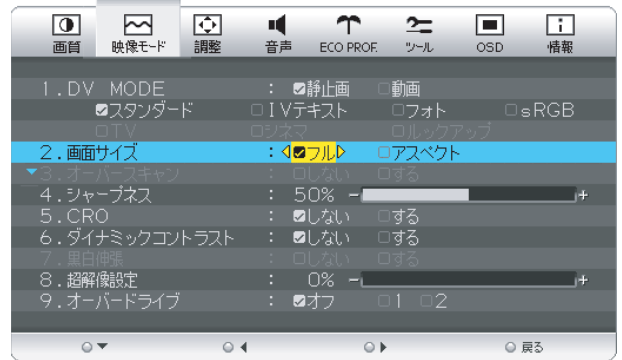 画質 映像モード 調整 音声 ECO PROF. ツール OSD 情報
1.DV MODE : 静止画 動画
スタンダード IVテキスト フォト sRGB
TV シネマ ルックアップ
2.画面サイズ : フル アスペクト
3.オーバースキャン : しない する
4.シャープネス : 50% - +
5.CRO : しない する
6.ダイナミックコントラスト : しない する
7.黒白伸張 : しない する
8.超解像設定 : 0% - +
9.オーバードライブ : オフ 1 2
戻る